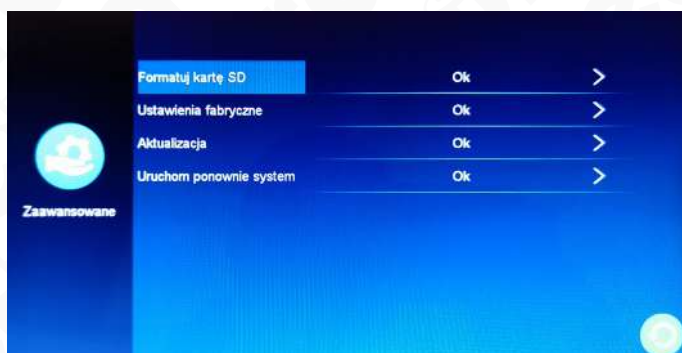 Formatuj kartę SD Ok >
Ustawienia fabryczne Ok >
Aktualizacja Ok >
Uruchom ponownie system Ok >
Zaawansowane